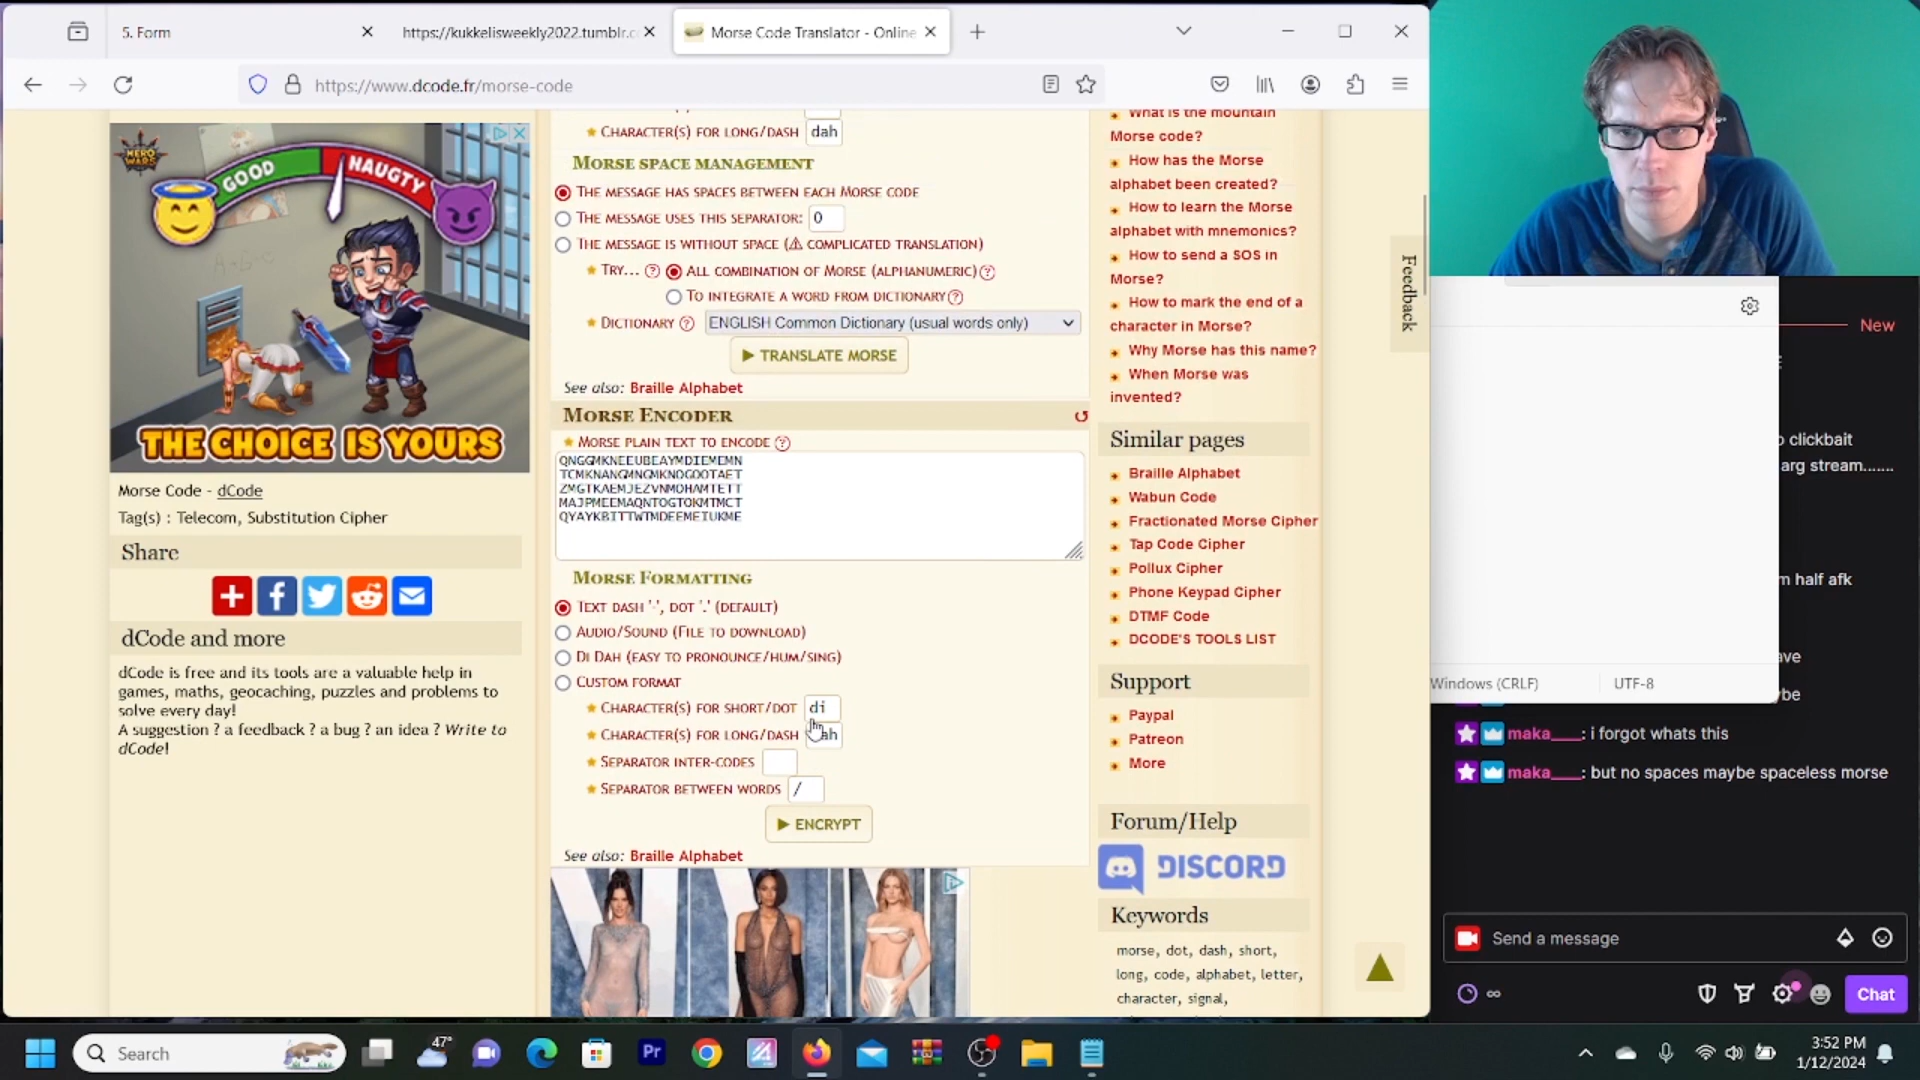 5. Form
https://kukkelisweekly2022.tumblr.c
Morse Code Translator - Online
https://www.dcode.fr/morse-code
HERO WARS
GOOD
NAUGTY
THE CHOICE IS YOURS
Morse Code - dCode
Tag(s) : Telecom, Substitution Cipher
Share
dCode and more
dCode is free and its tools are a valuable help in
games, maths, geocaching, puzzles and problems to
solve every day!
A suggestion ? a feedback ? a bug ? an idea ? Write to
dCode!
CHARACTER(S) FOR LONG/DASH dah
MORSE SPACE MANAGEMENT
THE MESSAGE HAS SPACES BETWEEN EACH MORSE CODE
THE MESSAGE USES THIS SEPARATOR: 0
THE MESSAGE IS WITHOUT SPACE (⚠ COMPLICATED TRANSLATION)
TRY... ? ALL COMBINATION OF MORSE (ALPHANUMERIC) ?
TO INTEGRATE A WORD FROM DICTIONARY ?
DICTIONARY ? ENGLISH Common Dictionary (usual words only)
▶ TRANSLATE MORSE
See also: Braille Alphabet
MORSE ENCODER
MORSE PLAIN TEXT TO ENCODE ?
QNGGMKNEEUBEAYMDIEMEMN
TCMKNANGMNGMKNOGOOTAET
ZMGTKAEMJEZVNMOHAMTETT
MAJPMEEMAQNTOGTOKMTMCT
QYAYKBITTWTMDEEMEIUKME
MORSE FORMATTING
TEXT DASH '-', DOT '.' (DEFAULT)
AUDIO/SOUND (FILE TO DOWNLOAD)
DI DAH (EASY TO PRONOUNCE/HUM/SING)
CUSTOM FORMAT
CHARACTER(S) FOR SHORT/DOT di
CHARACTER(S) FOR LONG/DASH
SEPARATOR INTER-CODES
SEPARATOR BETWEEN WORDS /
▶ ENCRYPT
See also: Braille Alphabet
What is the mountain
Morse code?
How has the Morse
alphabet been created?
How to learn the Morse
alphabet with mnemonics?
How to send a SOS in
Morse?
How to mark the end of a
character in Morse?
Why Morse has this name?
When Morse was
invented?
Similar pages
Braille Alphabet
Wabun Code
Fractionated Morse Cipher
Tap Code Cipher
Pollux Cipher
Phone Keypad Cipher
DTMF Code
DCODE'S TOOLS LIST
Support
Paypal
Patreon
More
Forum/Help
DISCORD
Keywords
morse, dot, dash, short,
long, code, alphabet, letter,
character, signal,
Feedback
Windows (CRLF)
UTF-8
New
clickbait
arg stream.......
m half afk
maka___: i forgot whats this
maka___: but no spaces maybe spaceless morse
Send a message
Chat
Search
47°
Pr
3:52 PM
1/12/2024